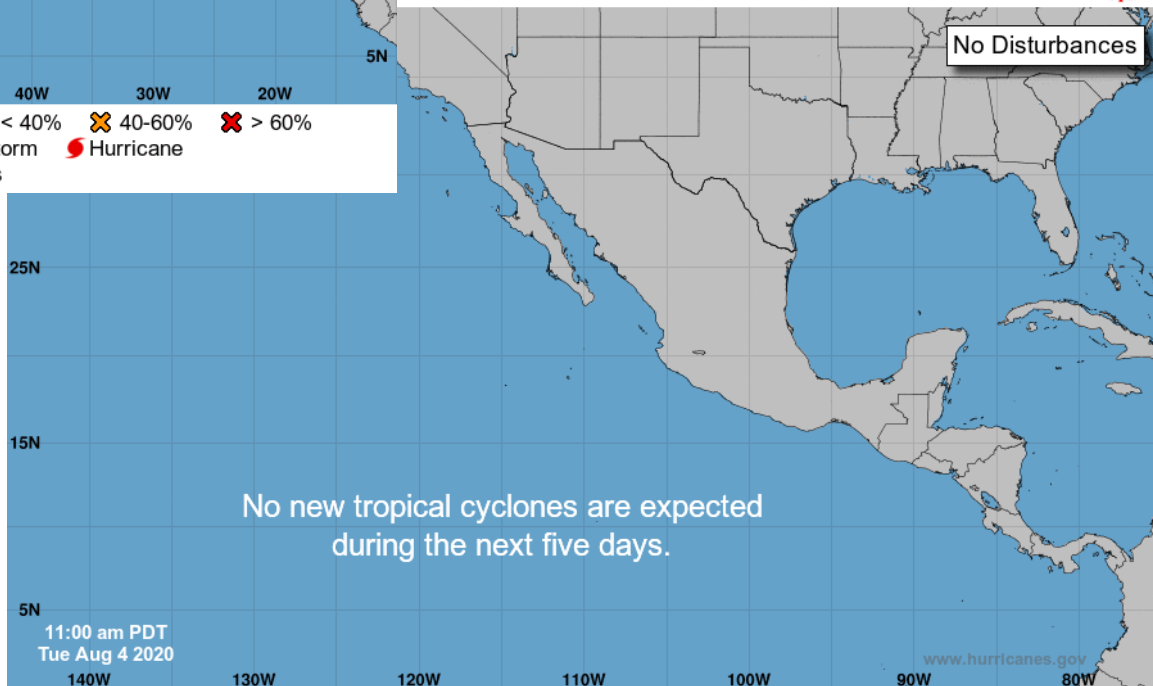 5N
No Disturbances
40W 30W 20W
< 40% 40-60% > 60%
orm Hurricane
25N
15N
No new tropical cyclones are expected
during the next five days.
5N
11:00 am PDT
Tue Aug 4 2020
www.hurricanes.gov
140W 130W 120W 110W 100W 90W 80W